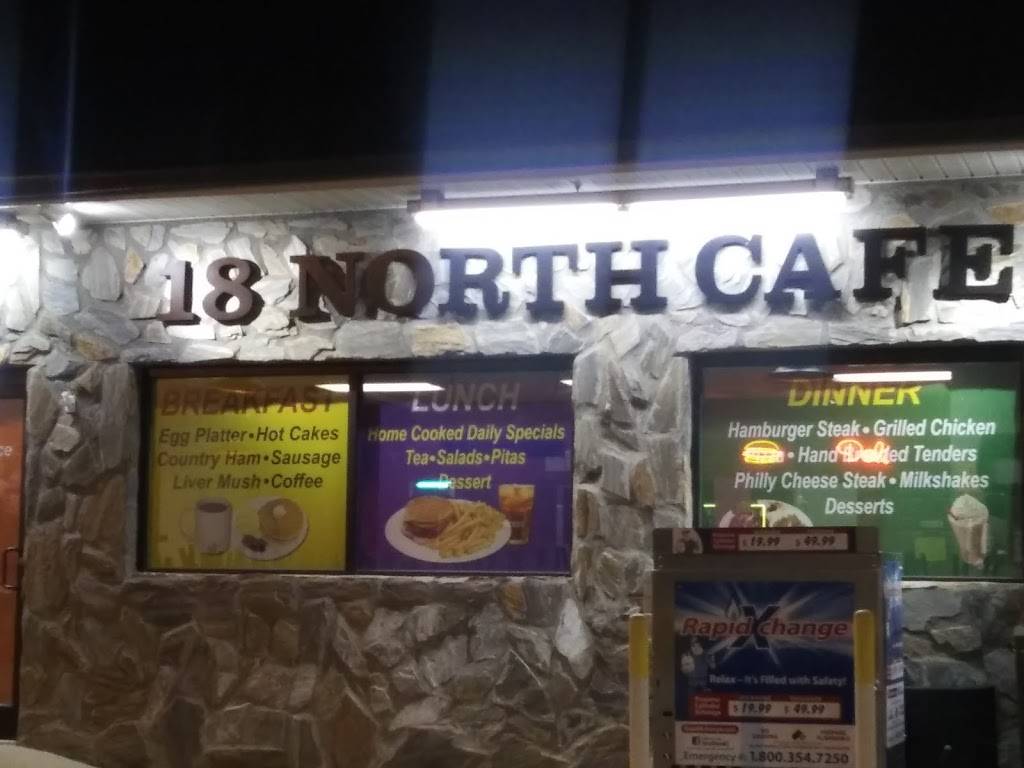 18 NORTH CAFE
BREAKFAST
Egg Platter • Hot Cakes
Country Ham • Sausage
Liver Mush • Coffee
LUNCH
Home Cooked Daily Specials
Tea • Salads • Pitas
Dessert
DINNER
Hamburger Steak • Grilled Chicken
• Hand Breaded Tenders
Philly Cheese Steak • Milkshakes
Desserts
$19.99 $49.99
RapidXchange
Relax - It's Filled with Safety!
$19.99 $49.99
Emergency #: 1.800.354.7250